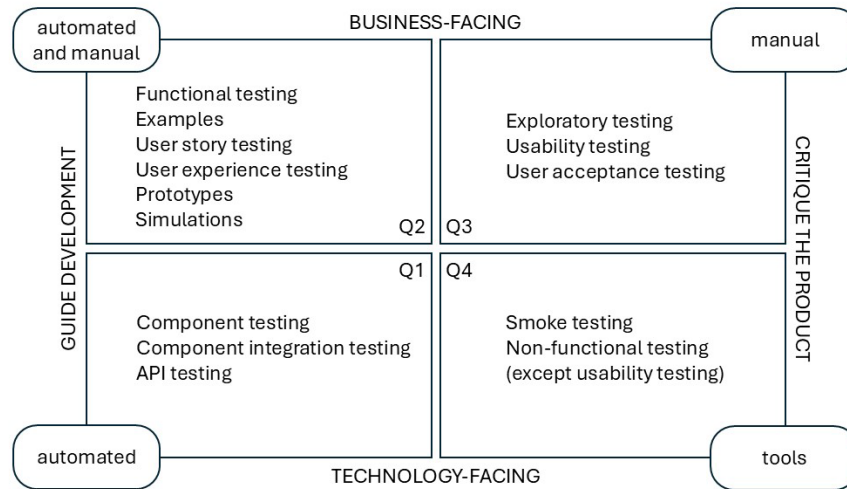 BUSINESS-FACING
automated
and manual
manual
Functional testing
Examples
User story testing
User experience testing
Prototypes
Simulations
Q2
Exploratory testing
Usability testing
User acceptance testing
Q3
GUIDE DEVELOPMENT
CRITIQUE THE PRODUCT
Q1
Component testing
Component integration testing
API testing
Q4
Smoke testing
Non-functional testing
(except usability testing)
automated
tools
TECHNOLOGY-FACING